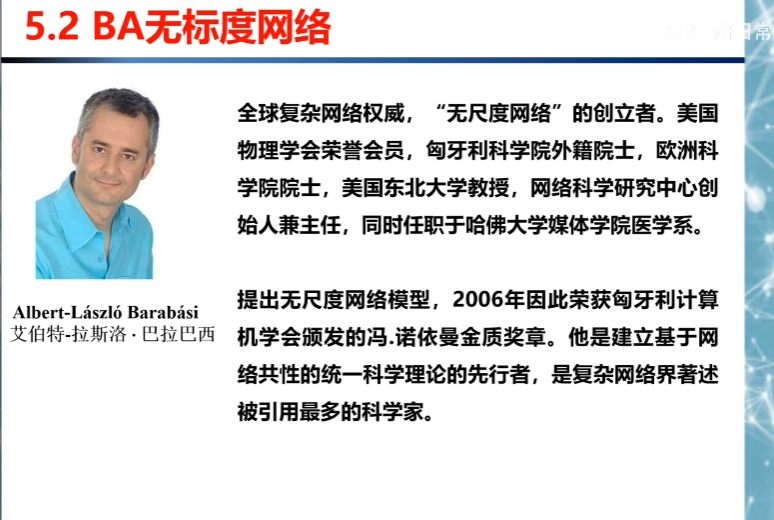 5.2 BA无标度网络
全球复杂网络权威，“无尺度网络”的创立者。美国
物理学会荣誉会员，匈牙利科学院外籍院士，欧洲科
学院院士，美国东北大学教授，网络科学研究中心创
始人兼主任，同时任职于哈佛大学媒体学院医学系。
提出无尺度网络模型，2006年因此荣获匈牙利计算
机学会颁发的冯.诺依曼金质奖章。他是建立基于网
络共性的统一科学理论的先行者，是复杂网络界著述
被引用最多的科学家。
Albert-László Barabási
艾伯特-拉斯洛 · 巴拉巴西